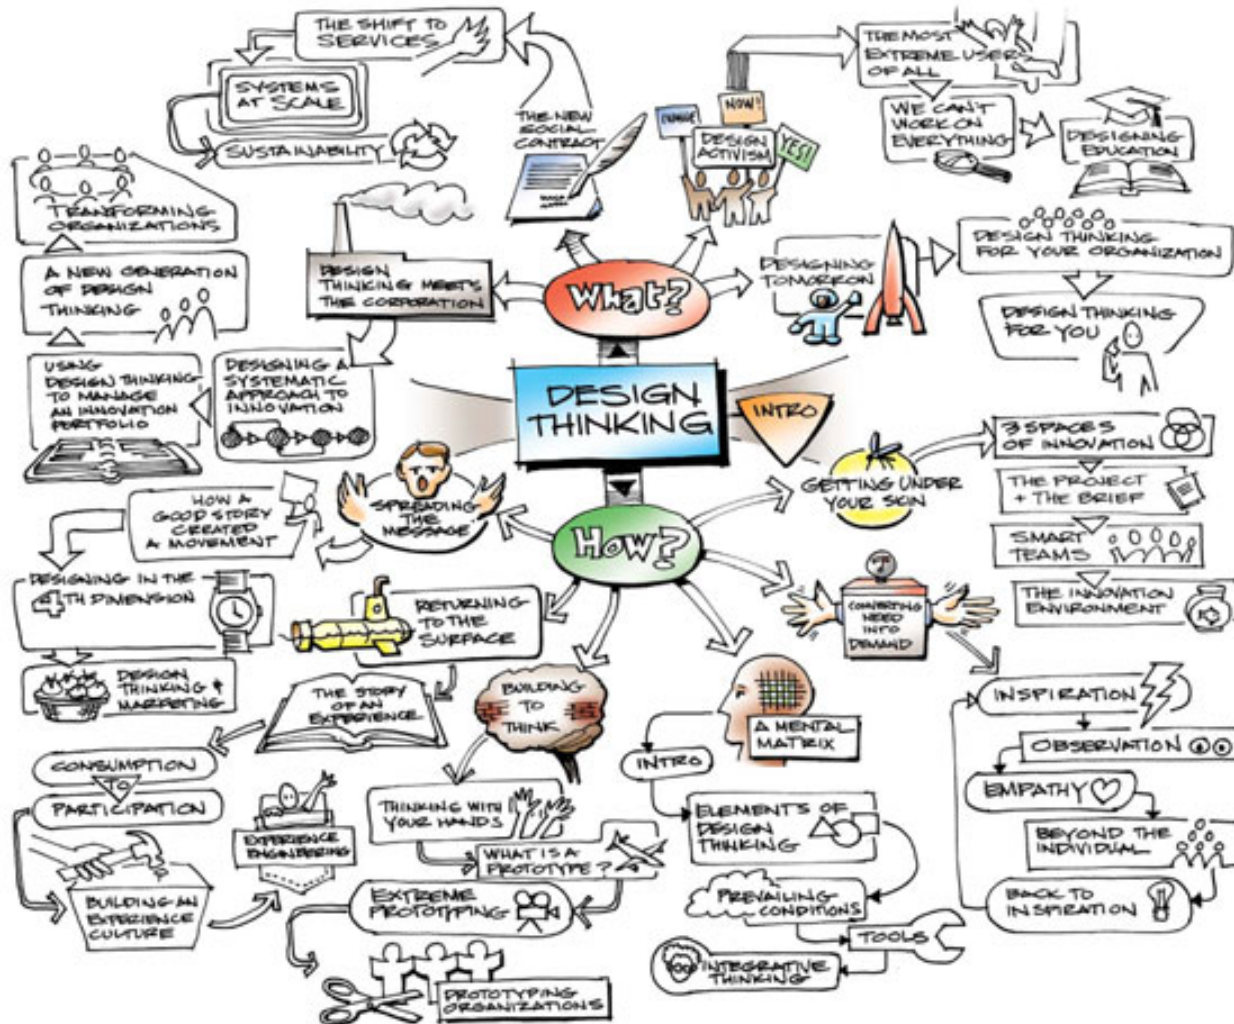 DESIGN
THINKING
INTRO
What?
THE NEW
SOCIAL
CONTRACT
THE SHIFT TO
SERVICES
SYSTEMS
AT SCALE
SUSTAINABILITY
CHANGE
NOW!
DESIGN
ACTIVISM
YES!
THE MOST
EXTREME USERS
OF ALL
WE CAN'T
WORK ON
EVERYTHING
DESIGNING
EDUCATION
DESIGNING
TOMORROW
DESIGN THINKING
FOR YOUR ORGANIZATION
DESIGN THINKING
FOR YOU
DESIGN
THINKING MEETS
THE CORPORATION
DESIGNING A
SYSTEMATIC
APPROACH TO
INNOVATION
USING
DESIGN THINKING
TO MANAGE
AN INNOVATION
PORTFOLIO
A NEW GENERATION
OF DESIGN
THINKING
TRANSFORMING
ORGANIZATIONS
How?
GETTING UNDER
YOUR SKIN
3 SPACES
OF INNOVATION
THE PROJECT
+ THE BRIEF
SMART
TEAMS
THE INNOVATION
ENVIRONMENT
CONVERTING
NEED
INTO
DEMAND
INSPIRATION
OBSERVATION
EMPATHY
BEYOND THE
INDIVIDUAL
BACK TO
INSPIRATION
A MENTAL
MATRIX
INTRO
ELEMENTS OF
DESIGN
THINKING
PREVAILING
CONDITIONS
TOOLS
INTEGRATIVE
THINKING
BUILDING
TO
THINK
THINKING WITH
YOUR HANDS
WHAT IS A
PROTOTYPE?
EXTREME
PROTOTYPING
PROTOTYPING
ORGANIZATIONS
RETURNING
TO THE
SURFACE
THE STORY
OF AN
EXPERIENCE
CONSUMPTION
TO
PARTICIPATION
BUILDING AN
EXPERIENCE
CULTURE
EXPERIENCE
ENGINEERING
SPREADING
THE
MESSAGE
HOW A
GOOD STORY
CREATED
A MOVEMENT
DESIGNING IN THE
4TH DIMENSION
DESIGN
THINKING +
MARKETING